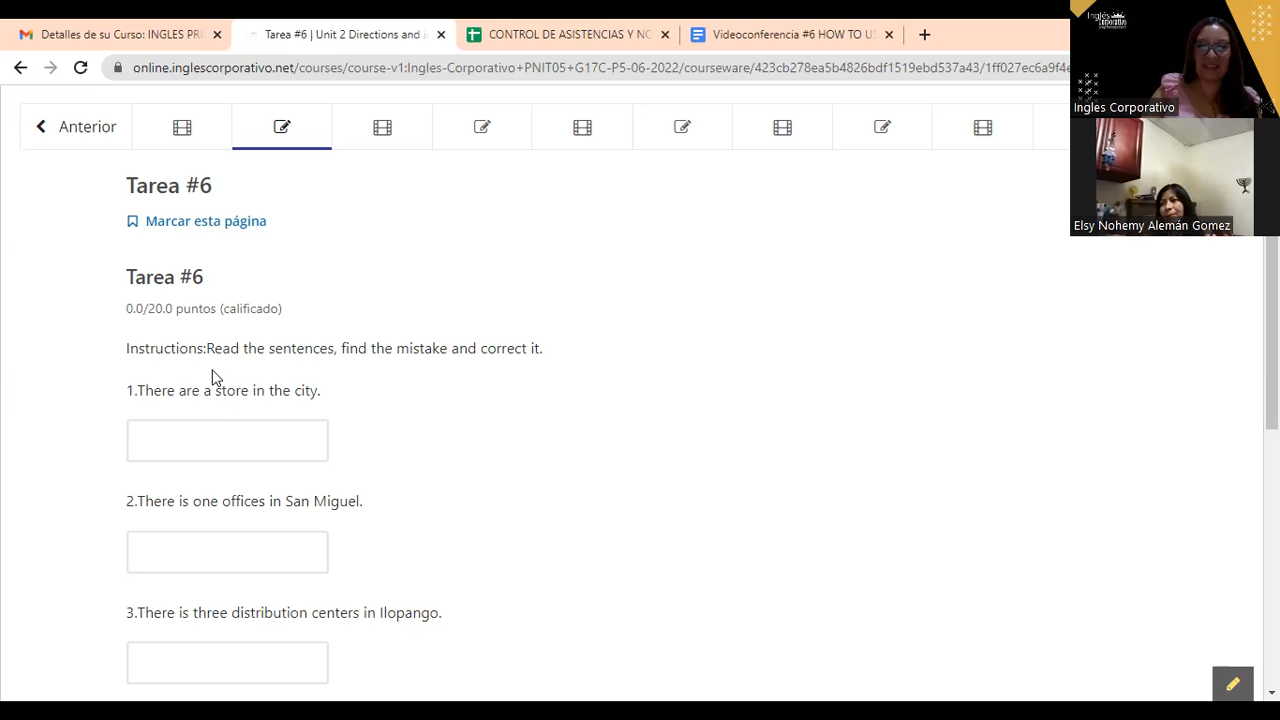 Detalles de su Curso: INGLES PR
Tarea #6 | Unit 2 Directions and
CONTROL DE ASISTENCIAS Y NO
Videoconferencia #6 HOW TO U
online.inglescorporativo.net/courses/course-v1:Ingles-Corporativo+PNIT05+G17C-P5-06-2022/courseware/423cb278ea5b4826bdf1519ebd537a43/1ff027ec6a9f4e
Inglés
Corporativo
Ingles Corporativo
Elsy Nohemy Alemán Gomez
Anterior
Tarea #6
Marcar esta página
Tarea #6
0.0/20.0 puntos (calificado)
Instructions:Read the sentences, find the mistake and correct it.
1.There are a store in the city.
2.There is one offices in San Miguel.
3.There is three distribution centers in Ilopango.